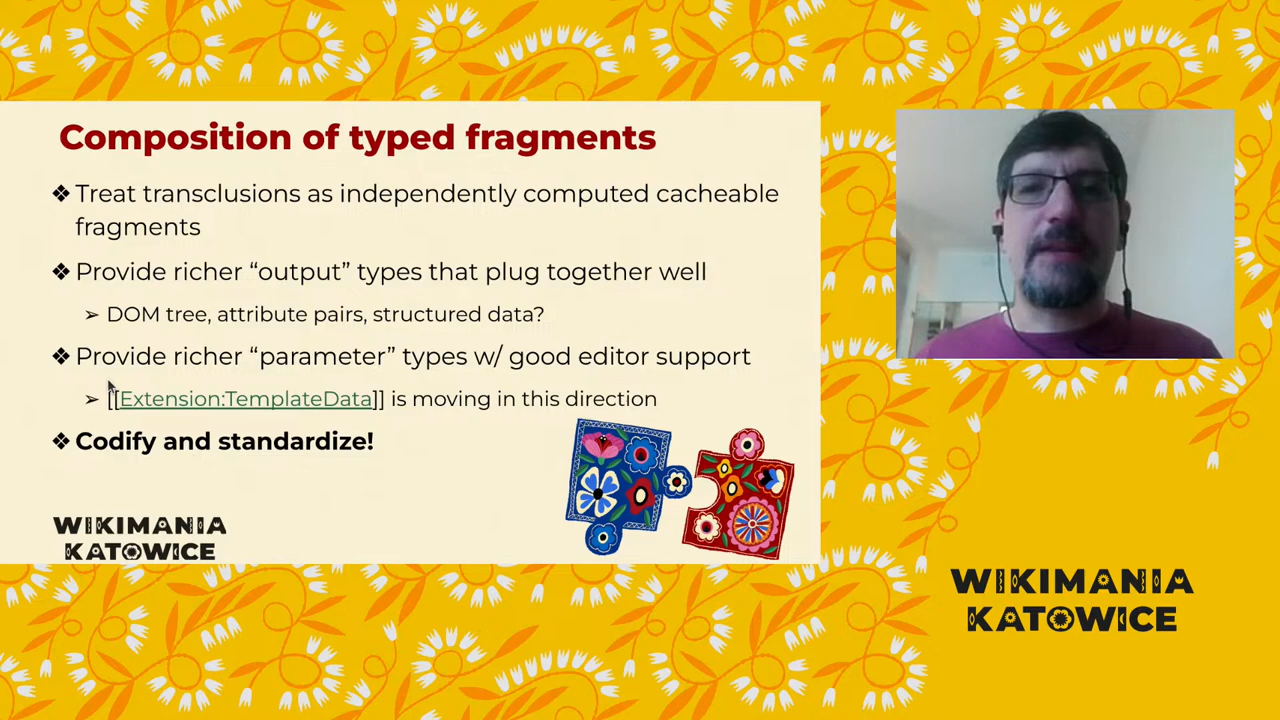 Composition of typed fragments
❖ Treat transclusions as independently computed cacheable
fragments
❖ Provide richer “output” types that plug together well
➢ DOM tree, attribute pairs, structured data?
❖ Provide richer “parameter” types w/ good editor support
➢ [[Extension:TemplateData]] is moving in this direction
❖ Codify and standardize!
WIKIMANIA
KATOWICE
WIKIMANIA
KATOWICE